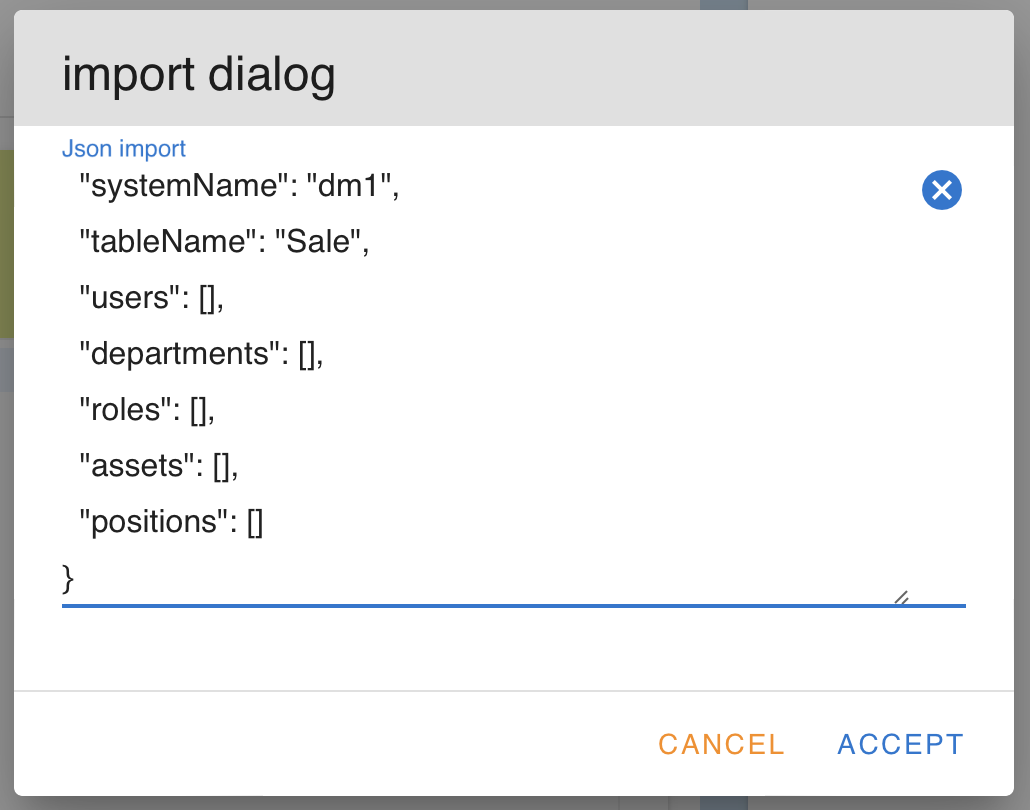 import dialog
Json import
"systemName": "dm1",
"tableName": "Sale",
"users": [],
"departments": [],
"roles": [],
"assets": [],
"positions": []
}
CANCEL ACCEPT